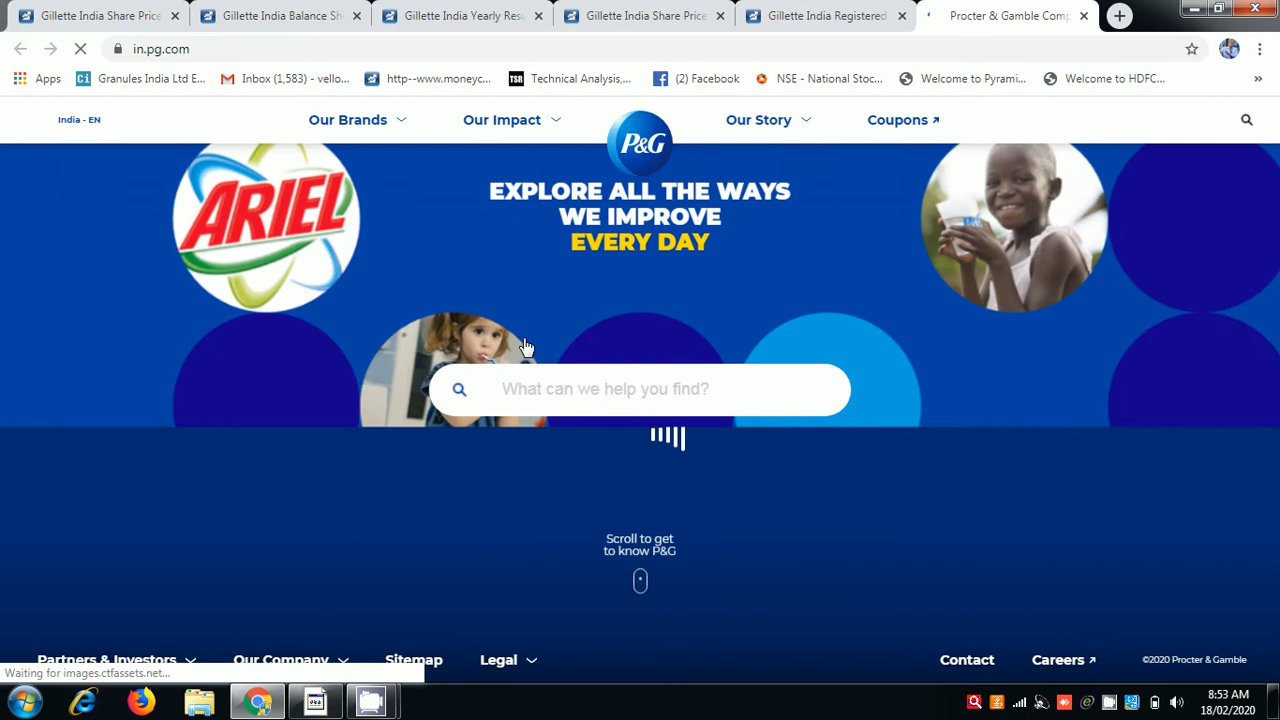 Gillette India Share Price
Gillette India Balance Sh
Gillette India Yearly Resu
Gillette India Share Price
Gillette India Registered
Procter & Gamble Comp
in.pg.com
Apps
Ci
Granules India Ltd E...
Inbox (1,583) - vello...
http--www.moneyc...
TSR
Technical Analysis,...
(2) Facebook
NSE - National Stoc...
Welcome to Pyrami...
Welcome to HDFC...
»
India - EN
Our Brands
Our Impact
P&G
Our Story
Coupons
ARIEL
EXPLORE ALL THE WAYS
WE IMPROVE
EVERY DAY
What can we help you find?
Scroll to get
to know P&G
Partners & Investors
Our Company
Sitemap
Legal
Contact
Careers
©2020 Procter & Gamble
Waiting for images.ctfassets.net...
8:53 AM
18/02/2020